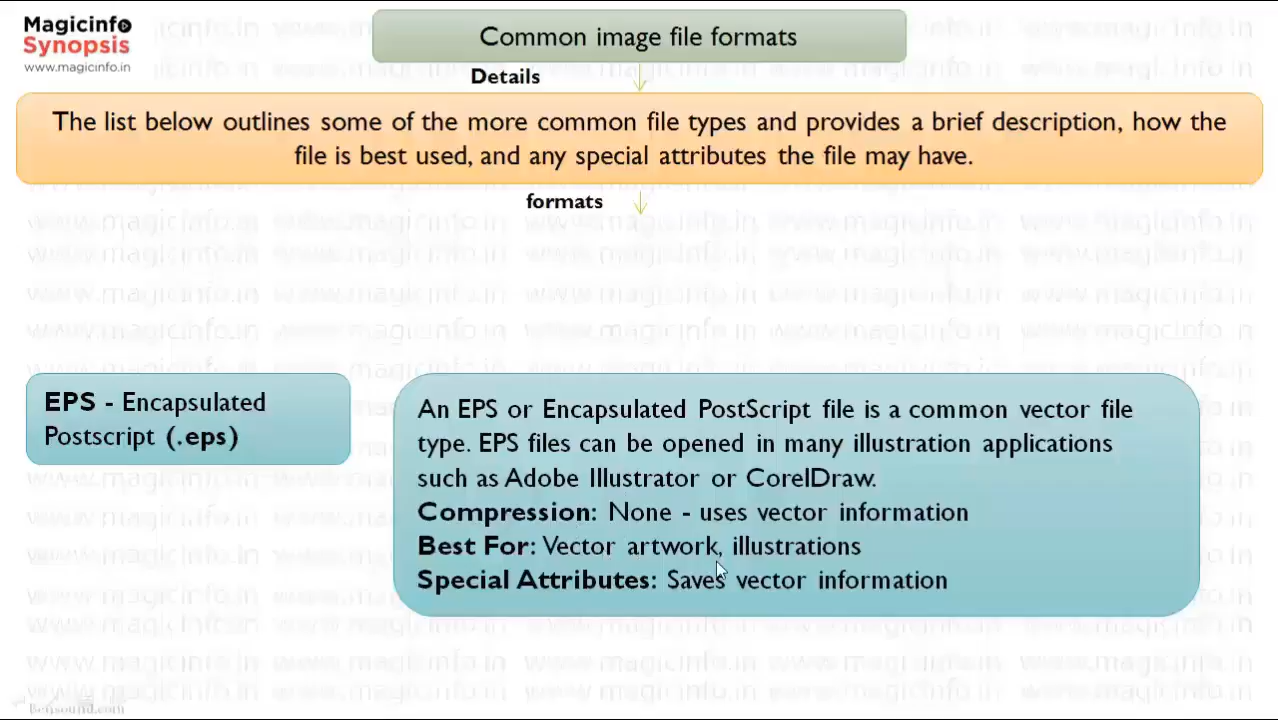 Magicinfo
Synopsis
www.magicinfo.in
Common image file formats
Details
The list below outlines some of the more common file types and provides a brief description, how the
file is best used, and any special attributes the file may have.
formats
EPS - Encapsulated
Postscript (.eps)
An EPS or Encapsulated PostScript file is a common vector file
type. EPS files can be opened in many illustration applications
such as Adobe Illustrator or CorelDraw.
Compression: None - uses vector information
Best For: Vector artwork, illustrations
Special Attributes: Saves vector information
Bensound.com